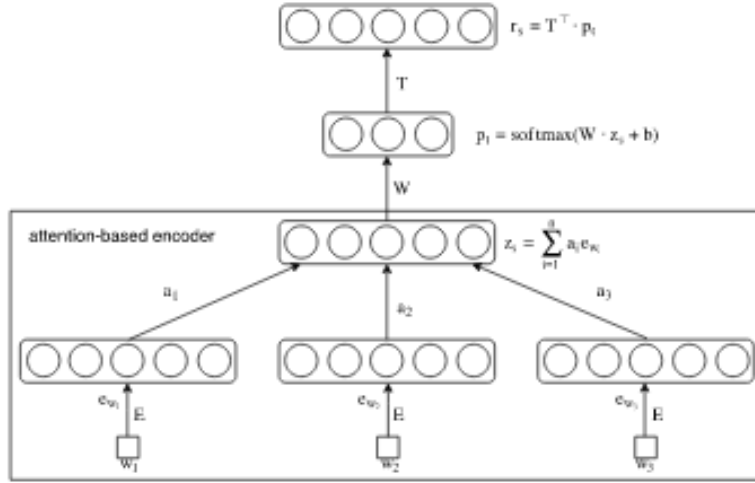 r_s = T^⊤ · p_t
T
p_t = softmax(W · z_s + b)
W
attention-based encoder
z_s = ∑_{i=1}^{n} a_i e_{w_i}
a_1
a_2
a_3
e_{w_1} E
e_{w_2} E
e_{w_3} E
w_1
w_2
w_3